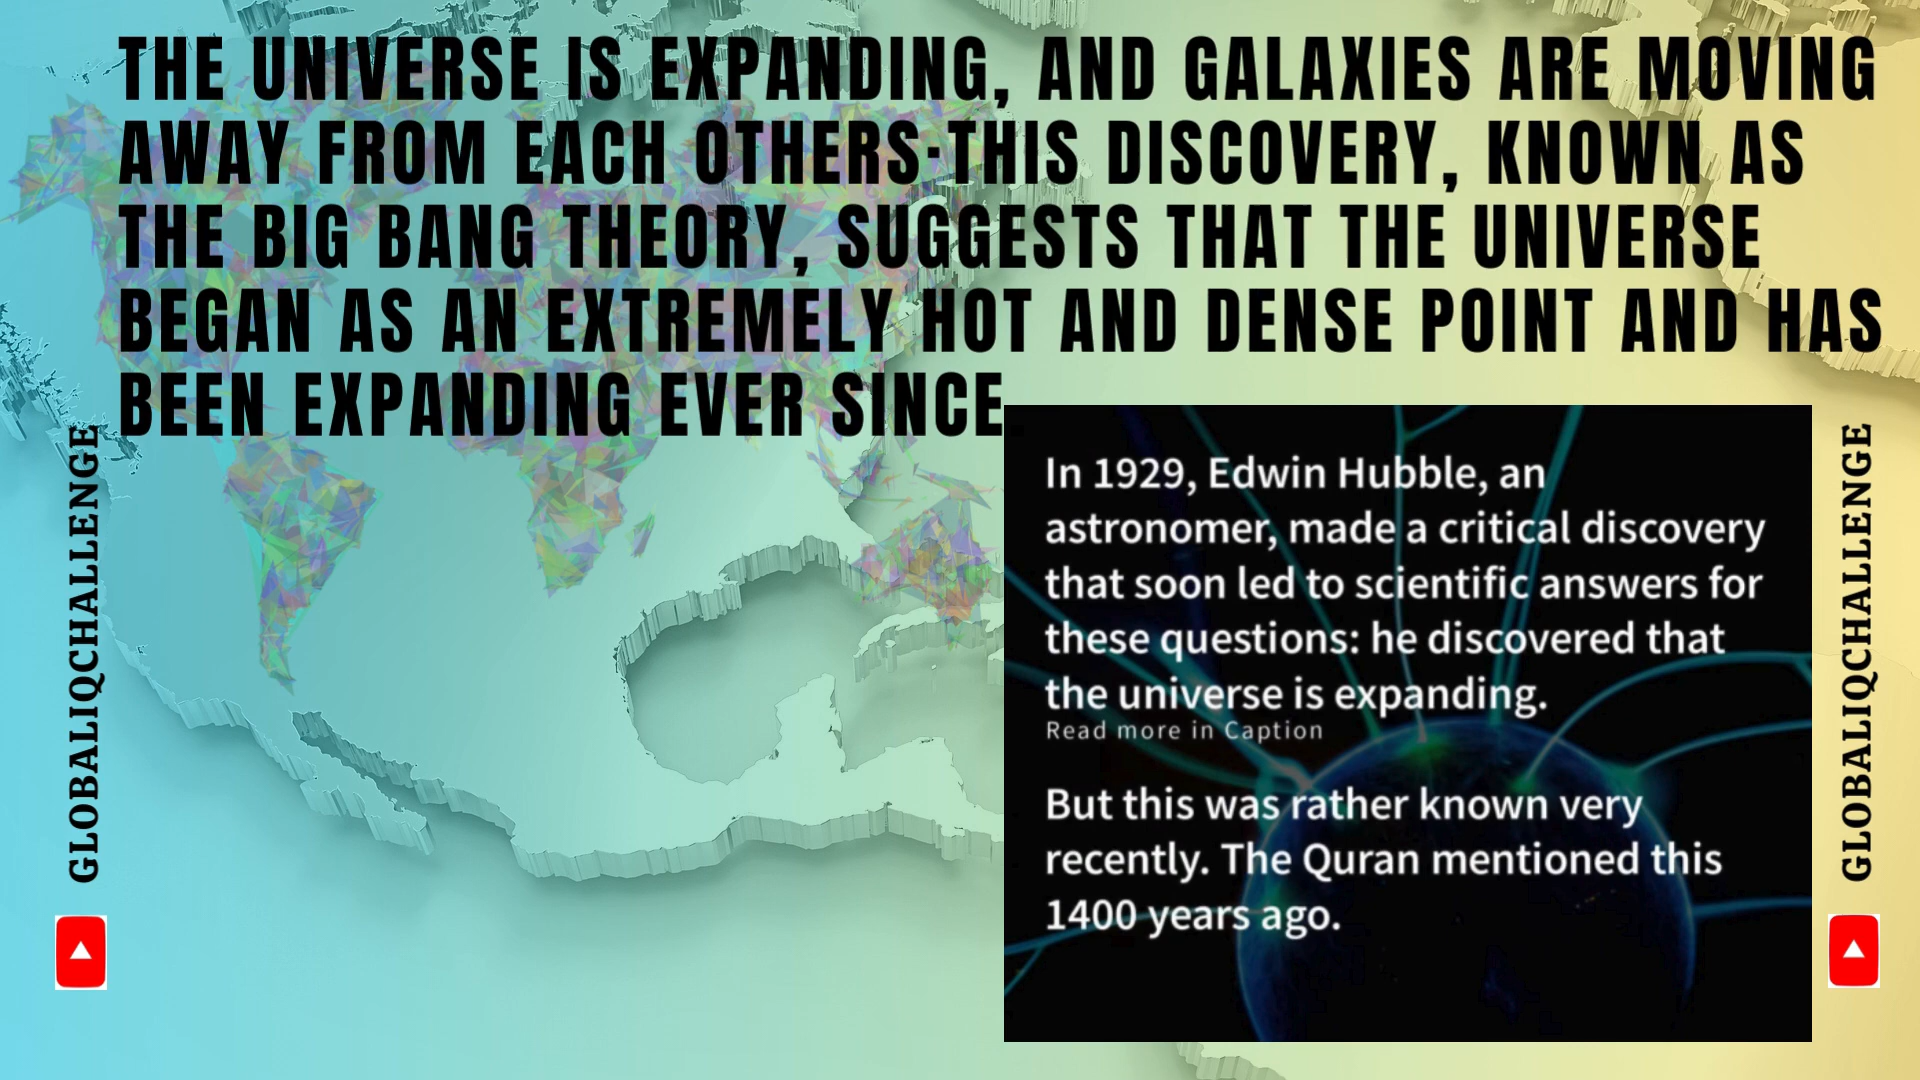 THE UNIVERSE IS EXPANDING, AND GALAXIES ARE MOVING
AWAY FROM EACH OTHERS·THIS DISCOVERY, KNOWN AS
THE BIG BANG THEORY, SUGGESTS THAT THE UNIVERSE
BEGAN AS AN EXTREMELY HOT AND DENSE POINT AND HAS
BEEN EXPANDING EVER SINCE
In 1929, Edwin Hubble, an
astronomer, made a critical discovery
that soon led to scientific answers for
these questions: he discovered that
the universe is expanding.
Read more in Caption
But this was rather known very
recently. The Quran mentioned this
1400 years ago.
GLOBALIQCHALLENGE
GLOBALIQCHALLENGE